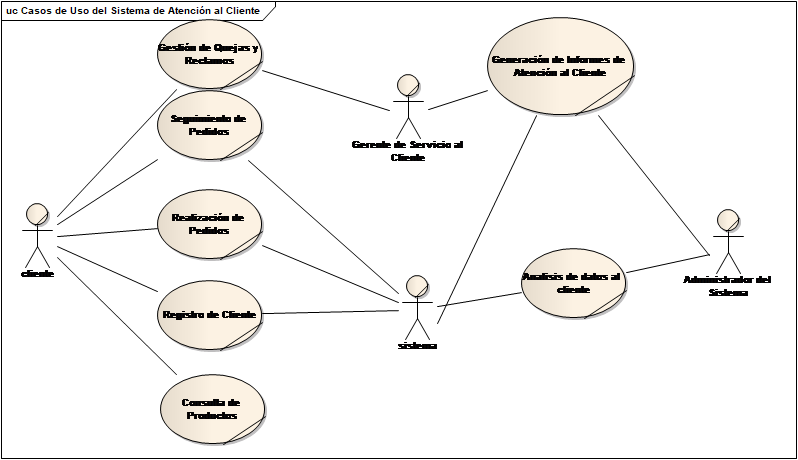 uc Casos de Uso del Sistema de Atención al Cliente
Gestión de Quejas y
Reclamos
Generación de Informes de
Atención al Cliente
Seguimiento de
Pedidos
Gerente de Servicio al
Cliente
Realización de
Pedidos
cliente
Analisis de datos al
cliente
Administrador del
Sistema
Registro de Cliente
sistema
Consulta de
Productos